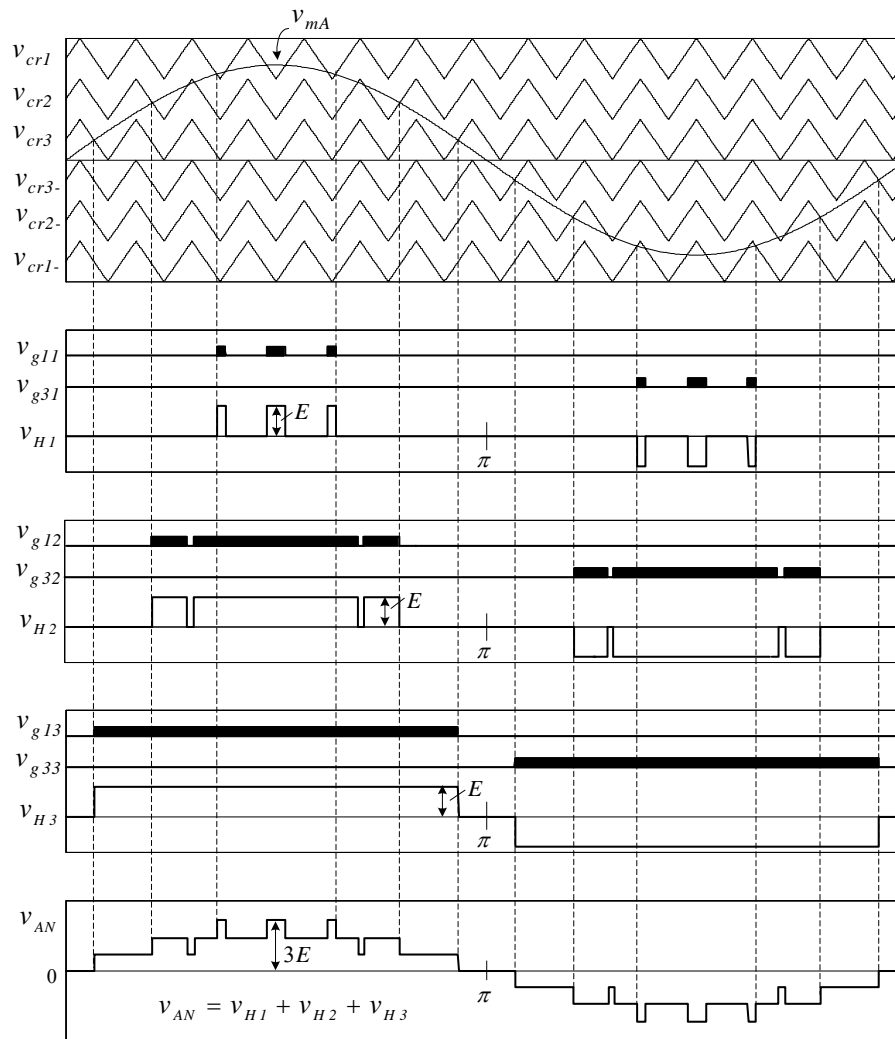 v_mA
v_cr1
v_cr2
v_cr3
v_cr3-
v_cr2-
v_cr1-
v_g11
v_g31
v_H1
E
π
v_g12
v_g32
v_H2
E
π
v_g13
v_g33
v_H3
E
π
v_AN
0
3E
π
v_AN = v_H1 + v_H2 + v_H3